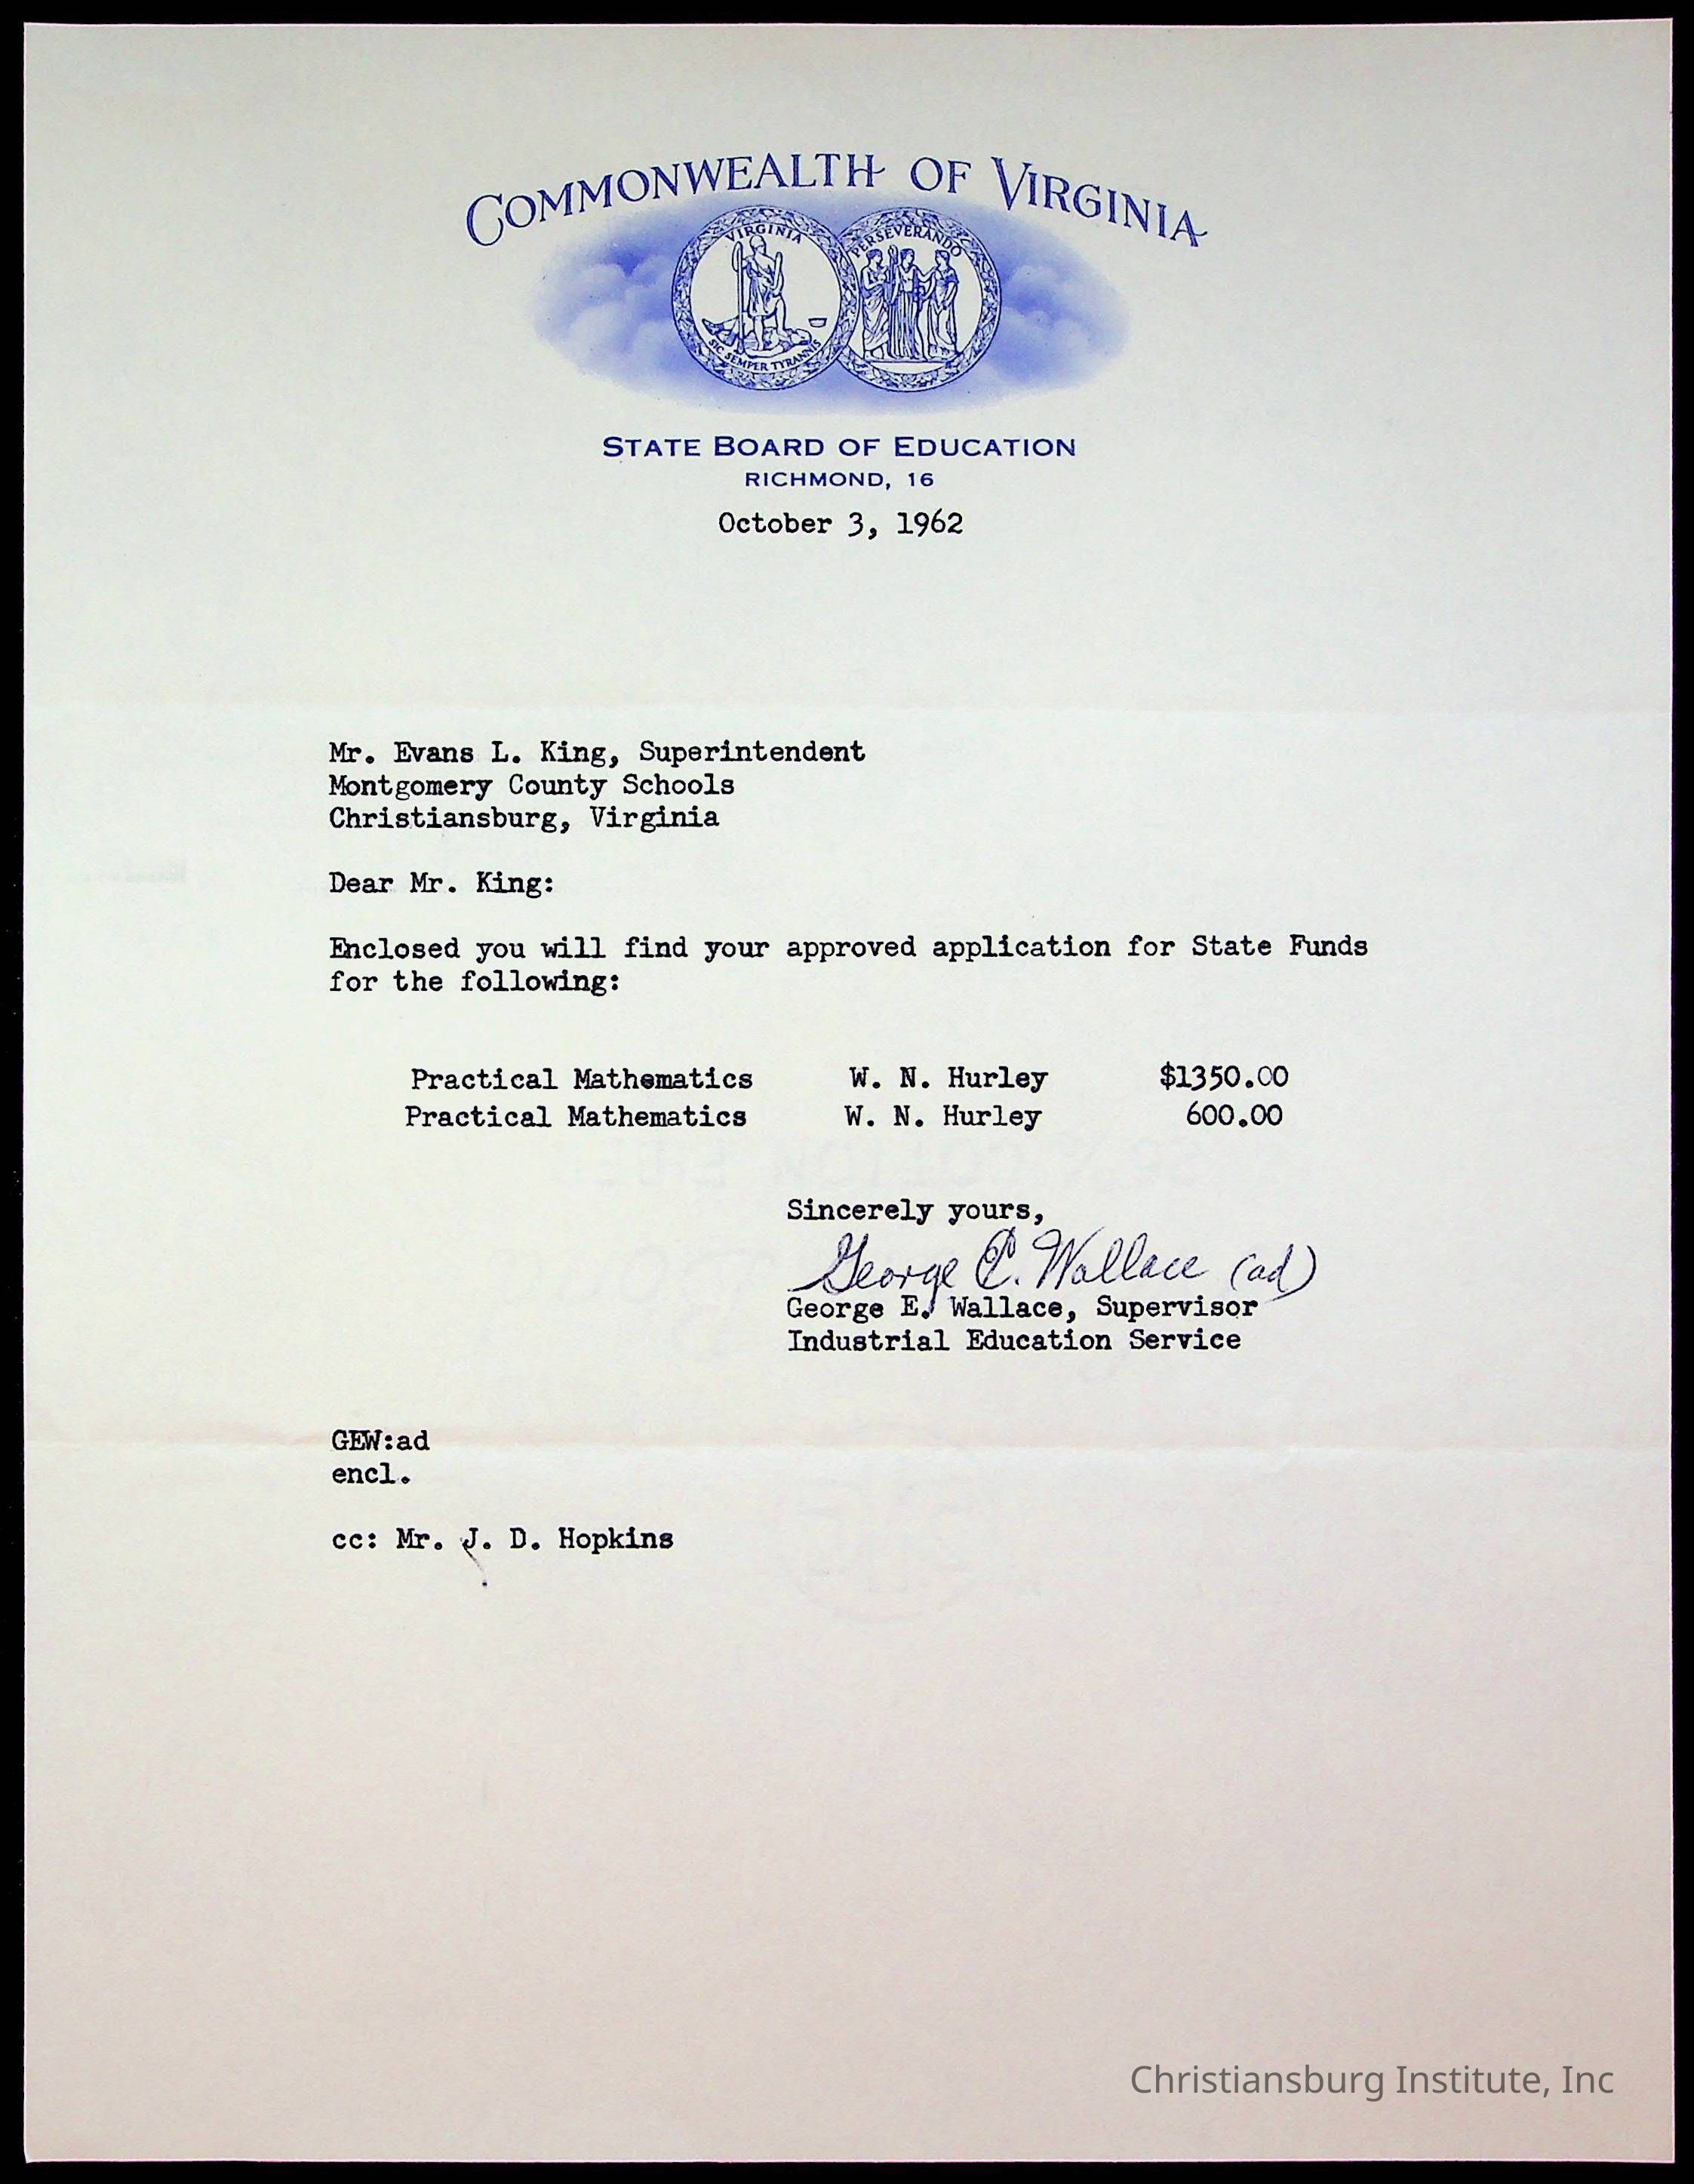 COMMONWEALTH OF VIRGINIA
VIRGINIA
SIC SEMPER TYRANNIS
PERSEVERANDO
STATE BOARD OF EDUCATION
RICHMOND, 16
October 3, 1962
Mr. Evans L. King, Superintendent
Montgomery County Schools
Christiansburg, Virginia
Dear Mr. King:
Enclosed you will find your approved application for State Funds
for the following:
Practical Mathematics W. N. Hurley $1350.00
Practical Mathematics W. N. Hurley 600.00
Sincerely yours,
George E. Wallace (ad)
George E. Wallace, Supervisor
Industrial Education Service
GEW:ad
encl.
cc: Mr. J. D. Hopkins
Christiansburg Institute, Inc